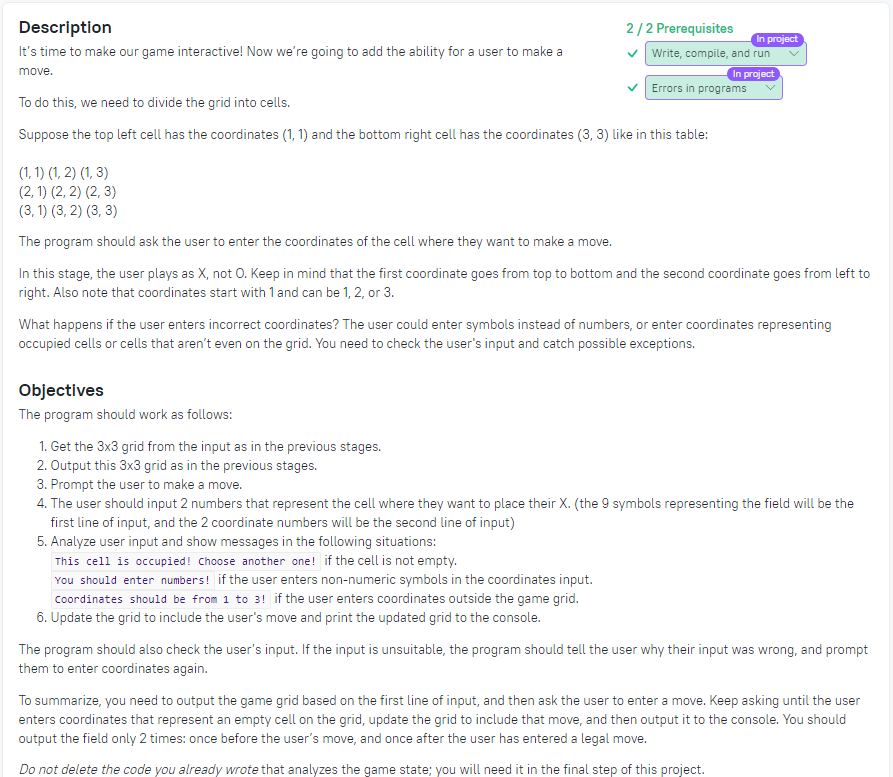 Description
2 / 2 Prerequisites
It's time to make our game interactive! Now we're going to add the ability for a user to make a
move.
In project
Write, compile, and run
In project
Errors in programs
To do this, we need to divide the grid into cells.
Suppose the top left cell has the coordinates (1, 1) and the bottom right cell has the coordinates (3, 3) like in this table:
(1, 1) (1, 2) (1, 3)
(2, 1) (2, 2) (2, 3)
(3, 1) (3, 2) (3, 3)
The program should ask the user to enter the coordinates of the cell where they want to make a move.
In this stage, the user plays as X, not O. Keep in mind that the first coordinate goes from top to bottom and the second coordinate goes from left to
right. Also note that coordinates start with 1 and can be 1, 2, or 3.
What happens if the user enters incorrect coordinates? The user could enter symbols instead of numbers, or enter coordinates representing
occupied cells or cells that aren't even on the grid. You need to check the user's input and catch possible exceptions.
Objectives
The program should work as follows:
1. Get the 3x3 grid from the input as in the previous stages.
2. Output this 3x3 grid as in the previous stages.
3. Prompt the user to make a move.
4. The user should input 2 numbers that represent the cell where they want to place their X. (the 9 symbols representing the field will be the
first line of input, and the 2 coordinate numbers will be the second line of input)
5. Analyze user input and show messages in the following situations:
This cell is occupied! Choose another one! if the cell is not empty.
You should enter numbers! if the user enters non-numeric symbols in the coordinates input.
Coordinates should be from 1 to 3! if the user enters coordinates outside the game grid.
6. Update the grid to include the user's move and print the updated grid to the console.
The program should also check the user's input. If the input is unsuitable, the program should tell the user why their input was wrong, and prompt
them to enter coordinates again.
To summarize, you need to output the game grid based on the first line of input, and then ask the user to enter a move. Keep asking until the user
enters coordinates that represent an empty cell on the grid, update the grid to include that move, and then output it to the console. You should
output the field only 2 times: once before the user's move, and once after the user has entered a legal move.
Do not delete the code you already wrote that analyzes the game state; you will need it in the final step of this project.